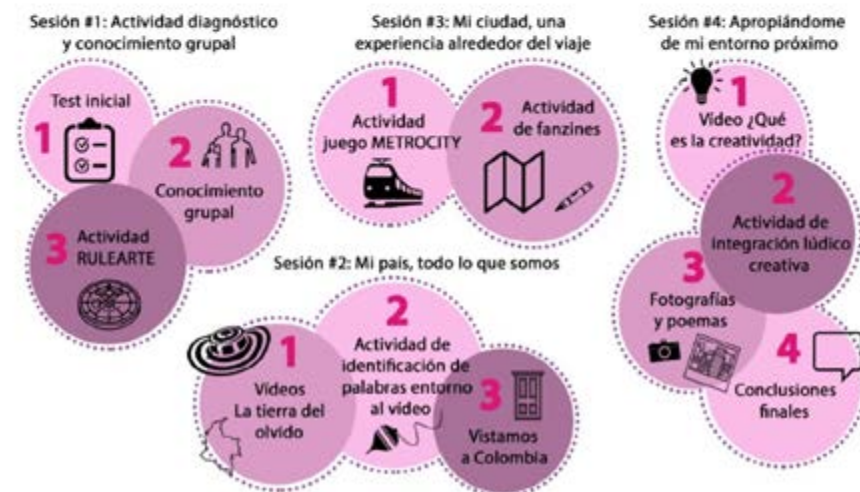 Sesión #1: Actividad diagnóstico
y conocimiento grupal
Test inicial
1
2
Conocimiento
grupal
3
Actividad
RULEARTE
Sesión #3: Mi ciudad, una
experiencia alrededor del viaje
1
Actividad
juego METROCITY
2
Actividad
de fanzines
Sesión #2: Mi país, todo lo que somos
1
Vídeos
La tierra del
olvido
2
Actividad de
identificación de
palabras entorno
al vídeo
3
Vistamos
a Colombia
Sesión #4: Apropiándome
de mi entorno próximo
1
Vídeo ¿Qué
es la creatividad?
2
Actividad de
integración lúdico
creativa
3
Fotografías
y poemas
4
Conclusiones
finales